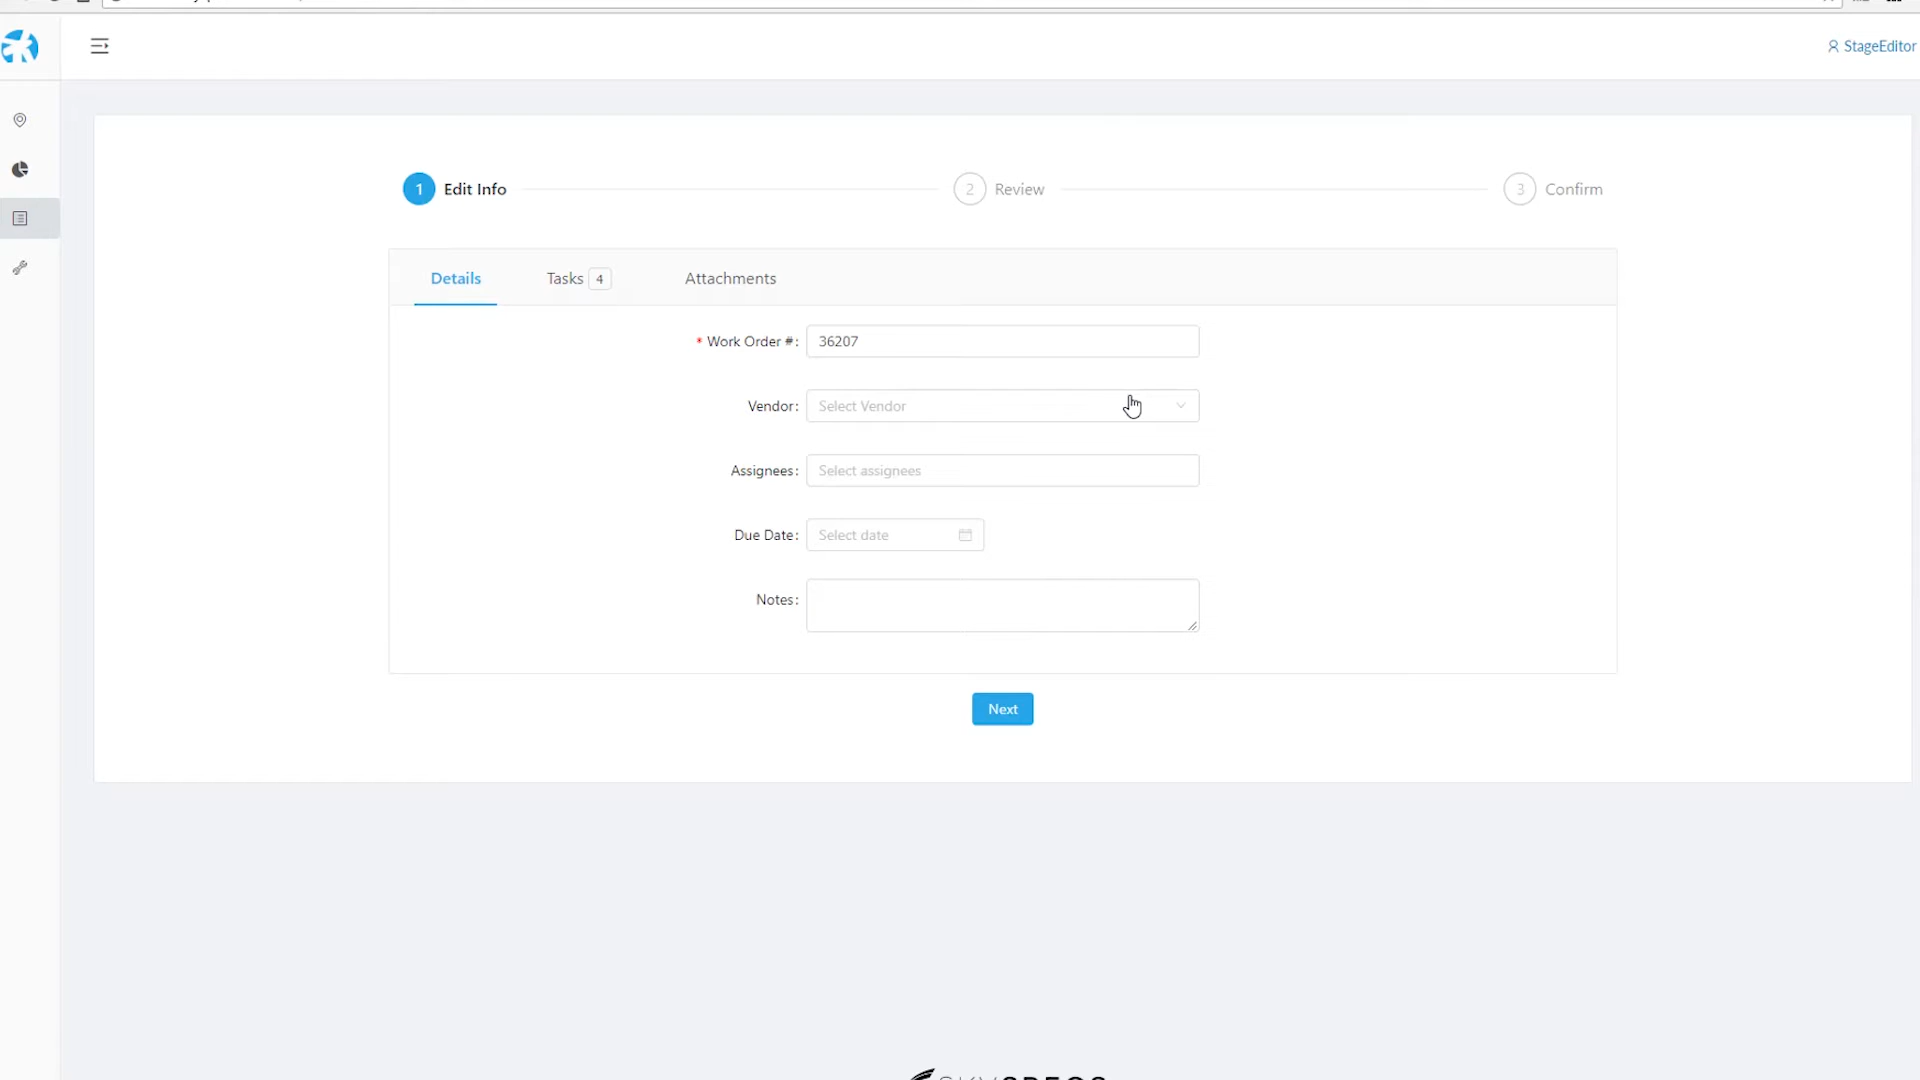 StageEditor
1 Edit Info
2 Review
3 Confirm
Details
Tasks 4
Attachments
* Work Order #: 36207
Vendor: Select Vendor
Assignees: Select assignees
Due Date: Select date
Notes:
Next